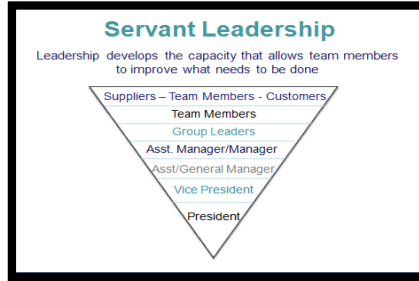 Servant Leadership
Leadership develops the capacity that allows team members
to improve what needs to be done
Suppliers – Team Members - Customers
Team Members
Group Leaders
Asst. Manager/Manager
Asst/General Manager
Vice President
President